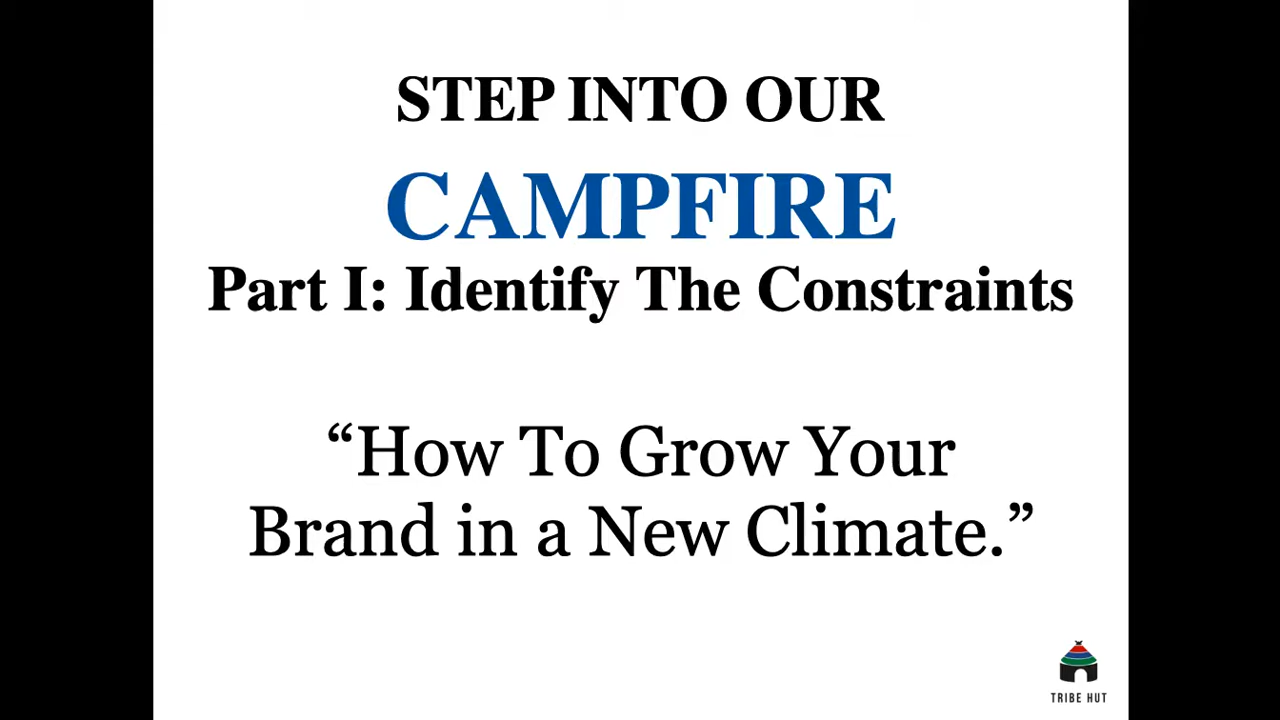 STEP INTO OUR
CAMPFIRE
Part I: Identify The Constraints
“How To Grow Your
Brand in a New Climate.”
TRIBE HUT